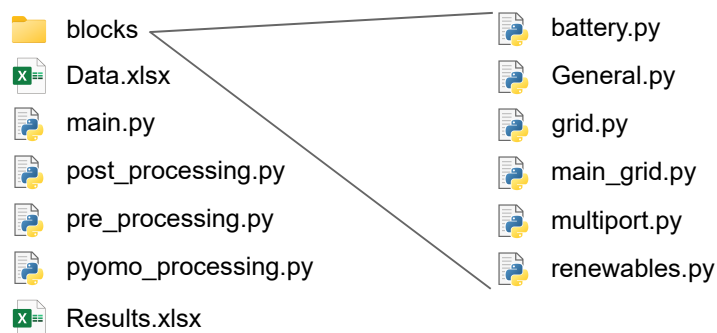 blocks
Data.xlsx
main.py
post_processing.py
pre_processing.py
pyomo_processing.py
Results.xlsx
battery.py
General.py
grid.py
main_grid.py
multiport.py
renewables.py